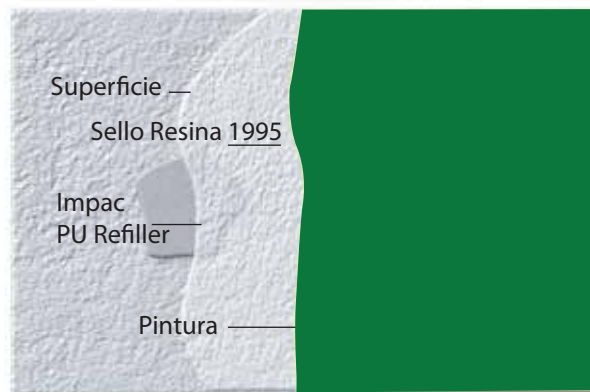 Superficie
Sello Resina 1995
Impac
PU Refiller
Pintura